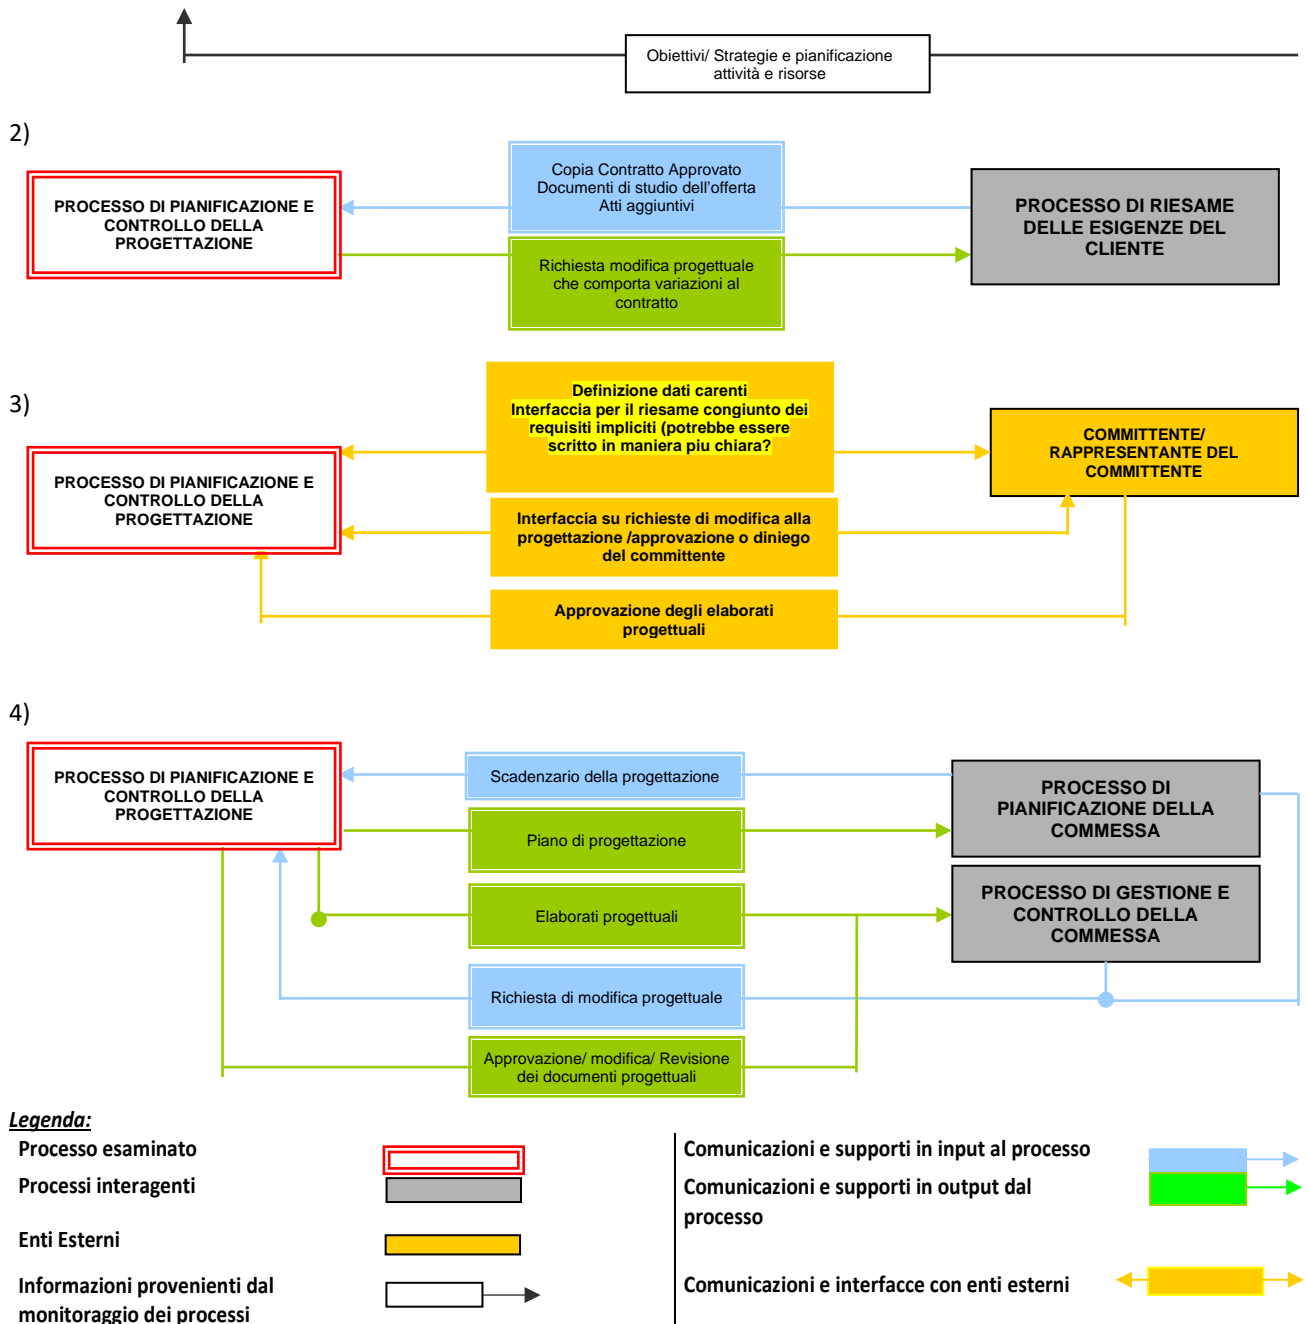 Obiettivi/ Strategie e pianificazione
attività e risorse
2)
PROCESSO DI PIANIFICAZIONE E
CONTROLLO DELLA
PROGETTAZIONE
Copia Contratto Approvato
Documenti di studio dell'offerta
Atti aggiuntivi
Richiesta modifica progettuale
che comporta variazioni al
contratto
PROCESSO DI RIESAME
DELLE ESIGENZE DEL
CLIENTE
3)
PROCESSO DI PIANIFICAZIONE E
CONTROLLO DELLA
PROGETTAZIONE
Definizione dati carenti
Interfaccia per il riesame congiunto dei
requisiti impliciti (potrebbe essere
scritto in maniera piu chiara?
Interfaccia su richieste di modifica alla
progettazione /approvazione o diniego
del committente
Approvazione degli elaborati
progettuali
COMMITTENTE/
RAPPRESENTANTE DEL
COMMITTENTE
4)
PROCESSO DI PIANIFICAZIONE E
CONTROLLO DELLA
PROGETTAZIONE
Scadenzario della progettazione
Piano di progettazione
Elaborati progettuali
Richiesta di modifica progettuale
Approvazione/ modifica/ Revisione
dei documenti progettuali
PROCESSO DI
PIANIFICAZIONE DELLA
COMMESSA
PROCESSO DI GESTIONE E
CONTROLLO DELLA
COMMESSA
Legenda:
Processo esaminato
Processi interagenti
Enti Esterni
Informazioni provenienti dal
monitoraggio dei processi
Comunicazioni e supporti in input al processo
Comunicazioni e supporti in output dal
processo
Comunicazioni e interfacce con enti esterni